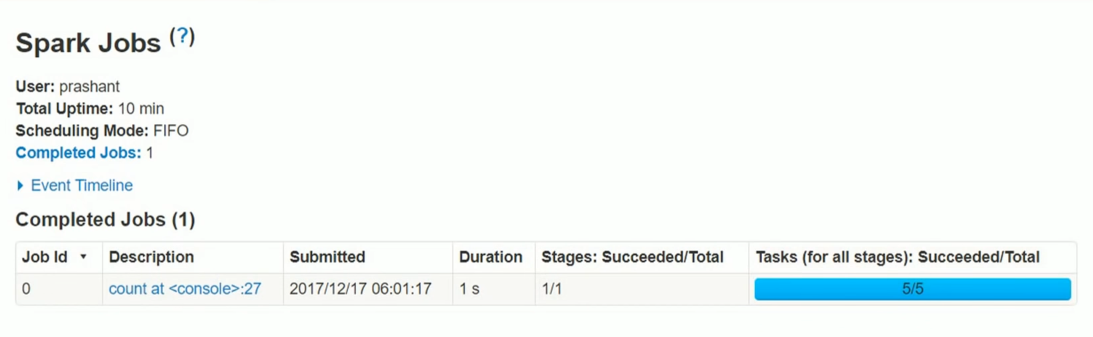 Spark Jobs (?)
User: prashant
Total Uptime: 10 min
Scheduling Mode: FIFO
Completed Jobs: 1
Event Timeline
Completed Jobs (1)
Job Id Description Submitted Duration Stages: Succeeded/Total Tasks (for all stages): Succeeded/Total
0 count at <console>:27 2017/12/17 06:01:17 1 s 1/1 5/5